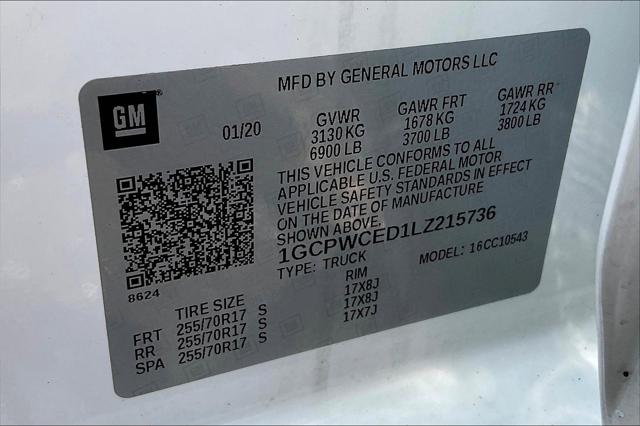 MFD BY GENERAL MOTORS LLC
GM
01/20
GVWR GAWR FRT GAWR RR
3130 KG 1678 KG 1724 KG
6900 LB 3700 LB 3800 LB
THIS VEHICLE CONFORMS TO ALL
APPLICABLE U.S. FEDERAL MOTOR
VEHICLE SAFETY STANDARDS IN EFFECT
ON THE DATE OF MANUFACTURE
SHOWN ABOVE.
1GCPWCED1LZ215736
TYPE: TRUCK MODEL: 16CC10543
8624
TIRE SIZE RIM
FRT 255/70R17 S 17X8J
RR 255/70R17 S 17X8J
SPA 255/70R17 S 17X7J